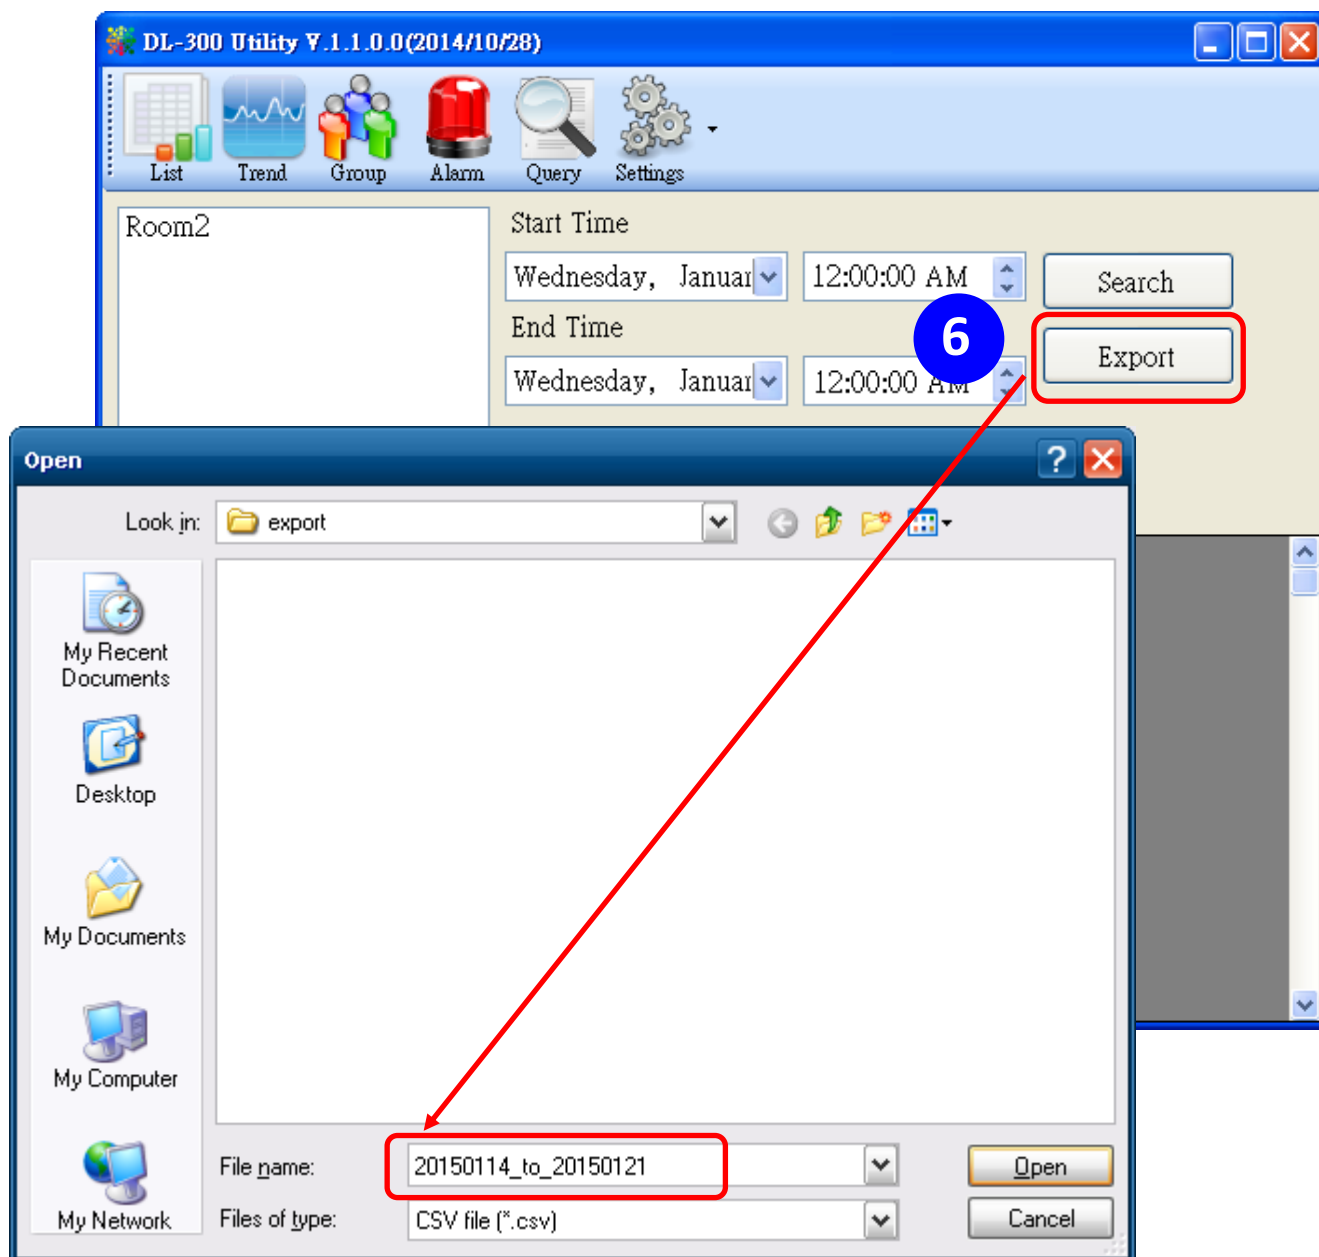 DL-300 Utility V.1.1.0.0(2014/10/28)
List Trend Group Alarm Query Settings
Room2
Start Time
Wednesday, Januar 12:00:00 AM Search
End Time
6
Wednesday, Januar 12:00:00 AM Export
Open
Look in: export
My Recent
Documents
Desktop
My Documents
My Computer
My Network
File name: 20150114_to_20150121 Open
Files of type: CSV file (*.csv) Cancel